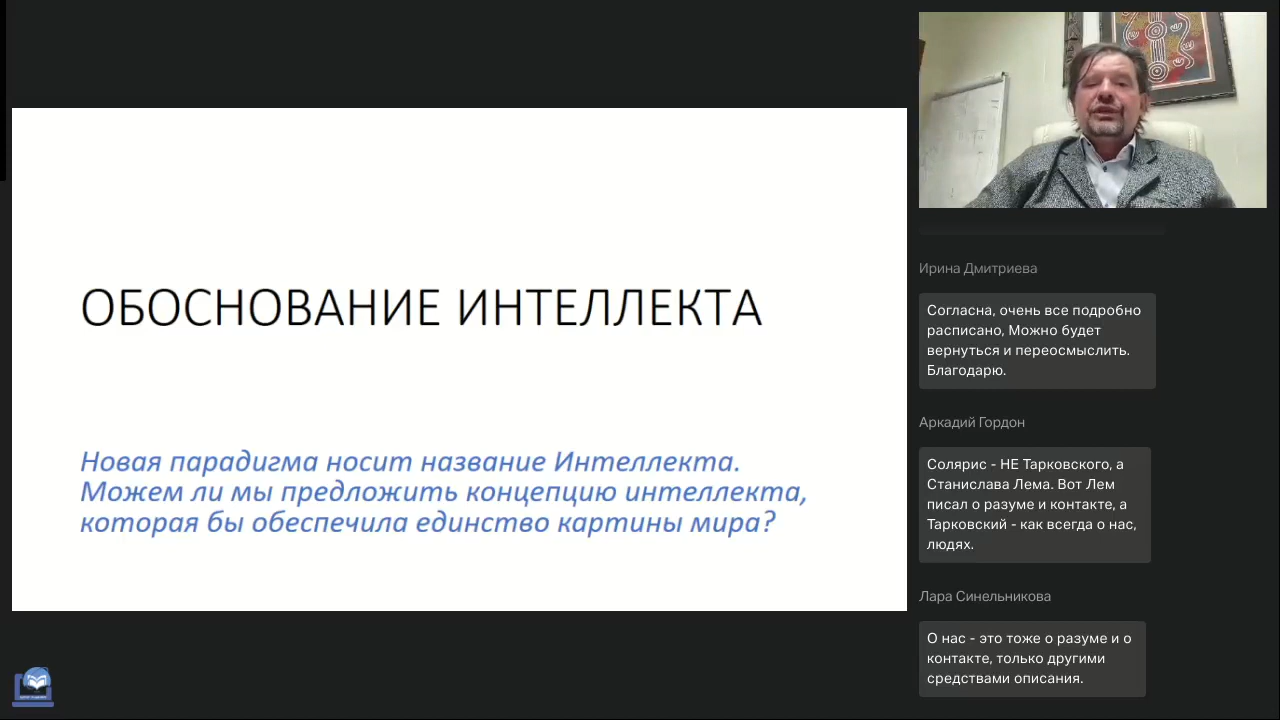 ОБОСНОВАНИЕ ИНТЕЛЛЕКТА
Новая парадигма носит название Интеллекта.
Можем ли мы предложить концепцию интеллекта,
которая бы обеспечила единство картины мира?
Ирина Дмитриева
Согласна, очень все подробно
расписано, Можно будет
вернуться и переосмыслить.
Благодарю.
Аркадий Гордон
Солярис - НЕ Тарковского, а
Станислава Лема. Вот Лем
писал о разуме и контакте, а
Тарковский - как всегда о нас,
людях.
Лара Синельникова
О нас - это тоже о разуме и о
контакте, только другими
средствами описания.